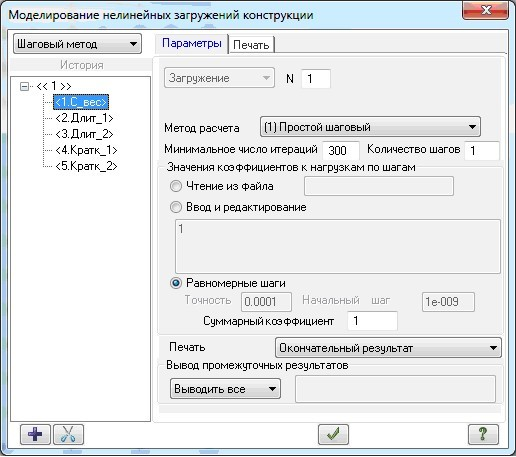 Моделирование нелинейных загружений конструкции
Шаговый метод
История
<< 1 >>
<1.С_вес>
<2.Длит_1>
<3.Длит_2>
<4.Кратк_1>
<5.Кратк_2>
Параметры Печать
Загружение N 1
Метод расчета (1) Простой шаговый
Минимальное число итераций 300 Количество шагов 1
Значения коэффициентов к нагрузкам по шагам
Чтение из файла
Ввод и редактирование
1
Равномерные шаги
Точность 0.0001 Начальный шаг 1e-009
Суммарный коэффициент 1
Печать Окончательный результат
Вывод промежуточных результатов
Выводить все
?